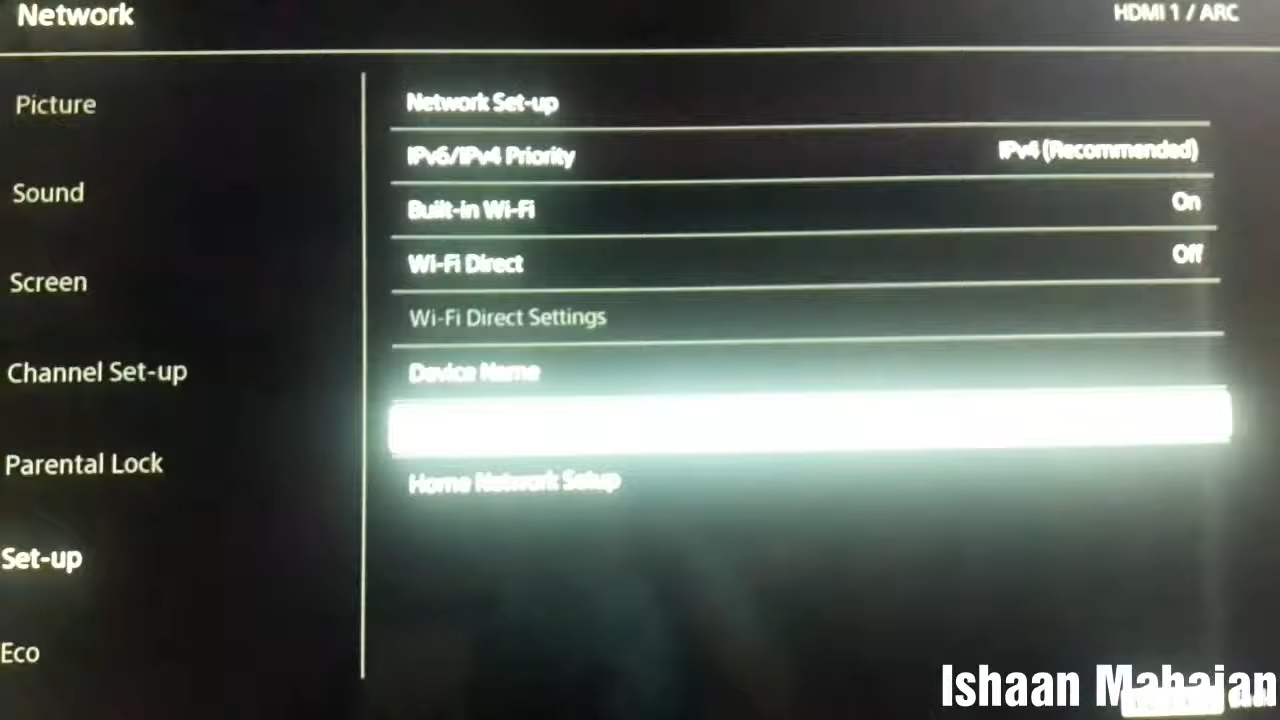 Network
HDMI 1 / ARC
Picture
Sound
Screen
Channel Set-up
Parental Lock
Set-up
Eco
Network Set-up
IPv6/IPv4 Priority
IPv4 (Recommended)
Built-in Wi-Fi
On
Wi-Fi Direct
Off
Wi-Fi Direct Settings
Device Name
Home Network Setup
Ishaan Mahajan